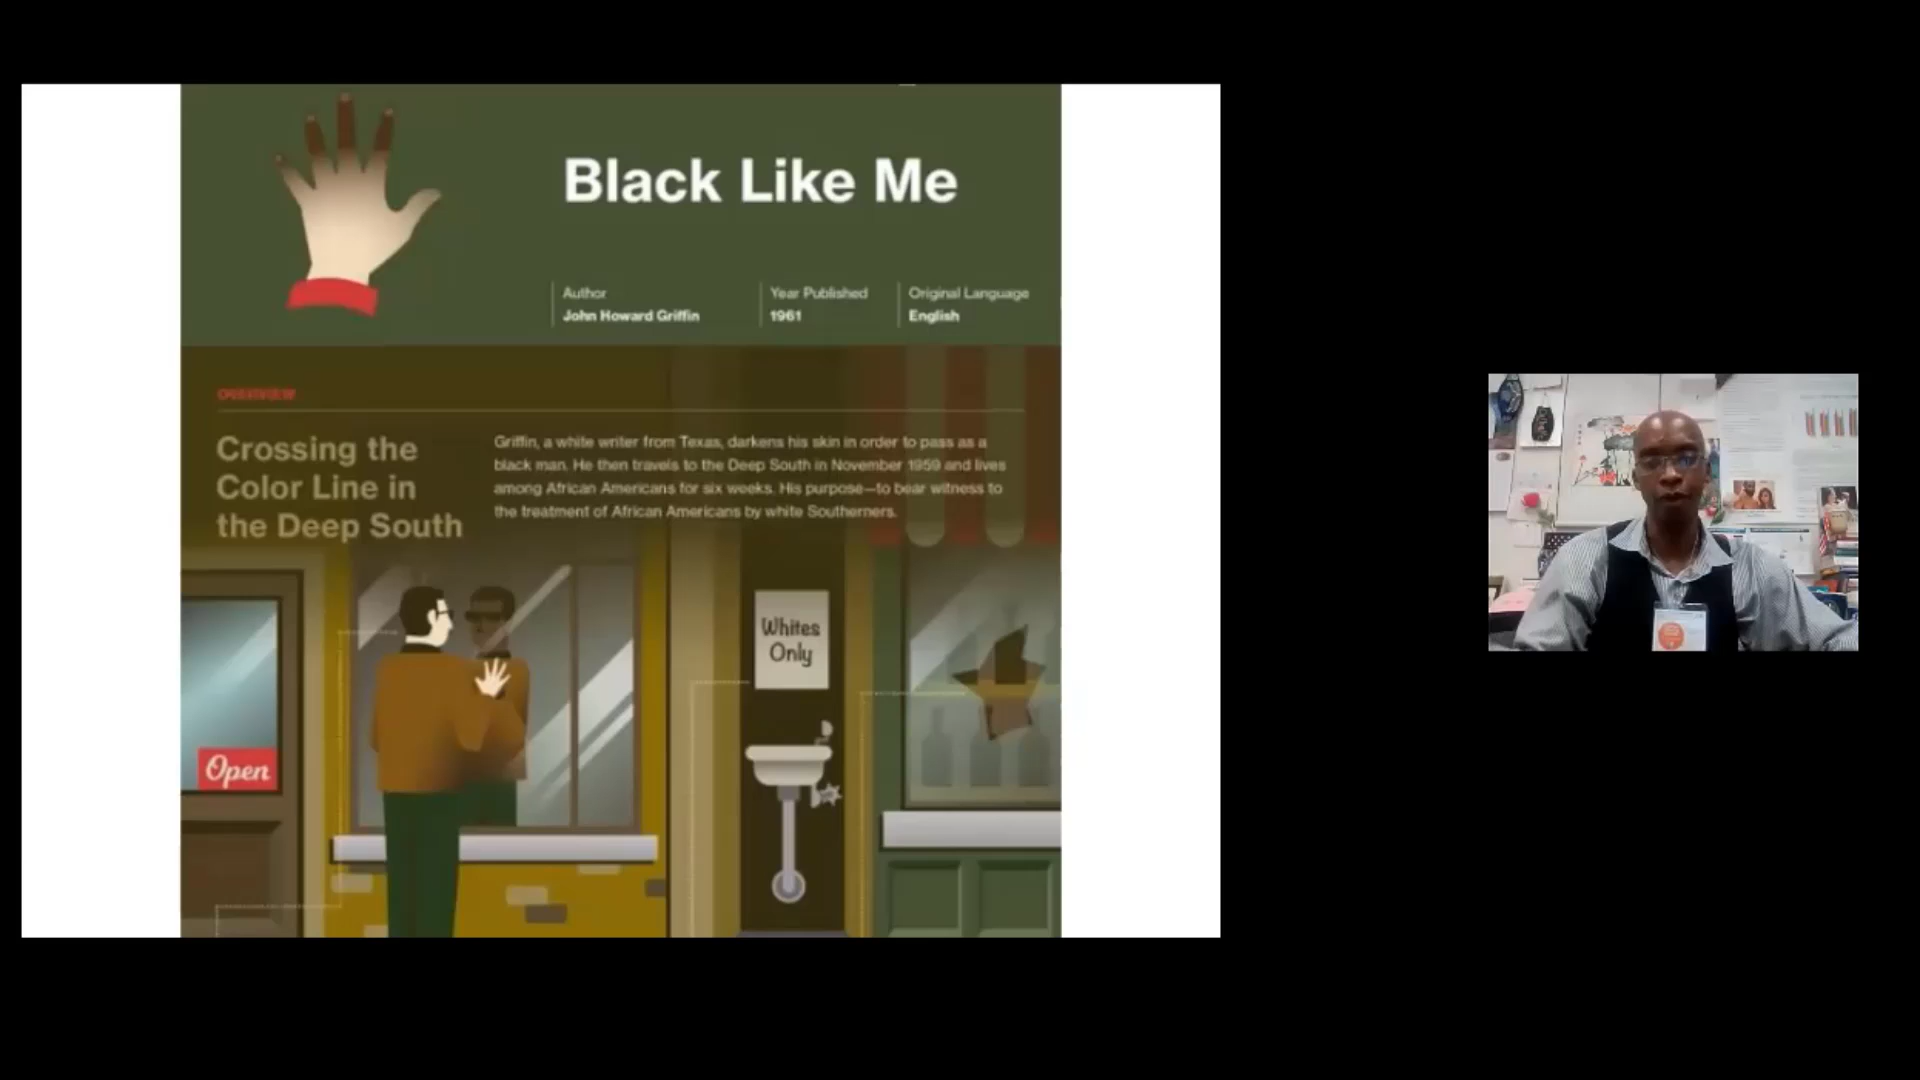 Black Like Me
Author
John Howard Griffin
Year Published
1961
Original Language
English
OVERVIEW
Crossing the
Color Line in
the Deep South
Griffin, a white writer from Texas, darkens his skin in order to pass as a
black man. He then travels to the Deep South in November 1959 and lives
among African Americans for six weeks. His purpose—to bear witness to
the treatment of African Americans by white Southerners.
Whites
Only
Open